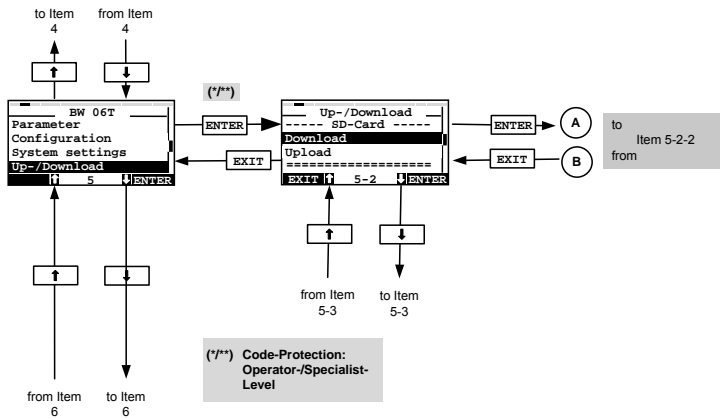 to Item
4
from Item
4
↑
↓
(*/**)
BW 06T
Parameter
Configuration
System settings
Up-/Download
↑ 5 ↓ ENTER
ENTER
EXIT
Up-/Download
----- SD-Card -----
Download
Upload
==================
EXIT ↑ 5-2 ↓ ENTER
ENTER
EXIT
A
B
to
Item 5-2-2
from
↑
↓
↑
↓
from Item
5-3
to Item
5-3
(*/**) Code-Protection:
Operator-/Specialist-
Level
from Item
6
to Item
6